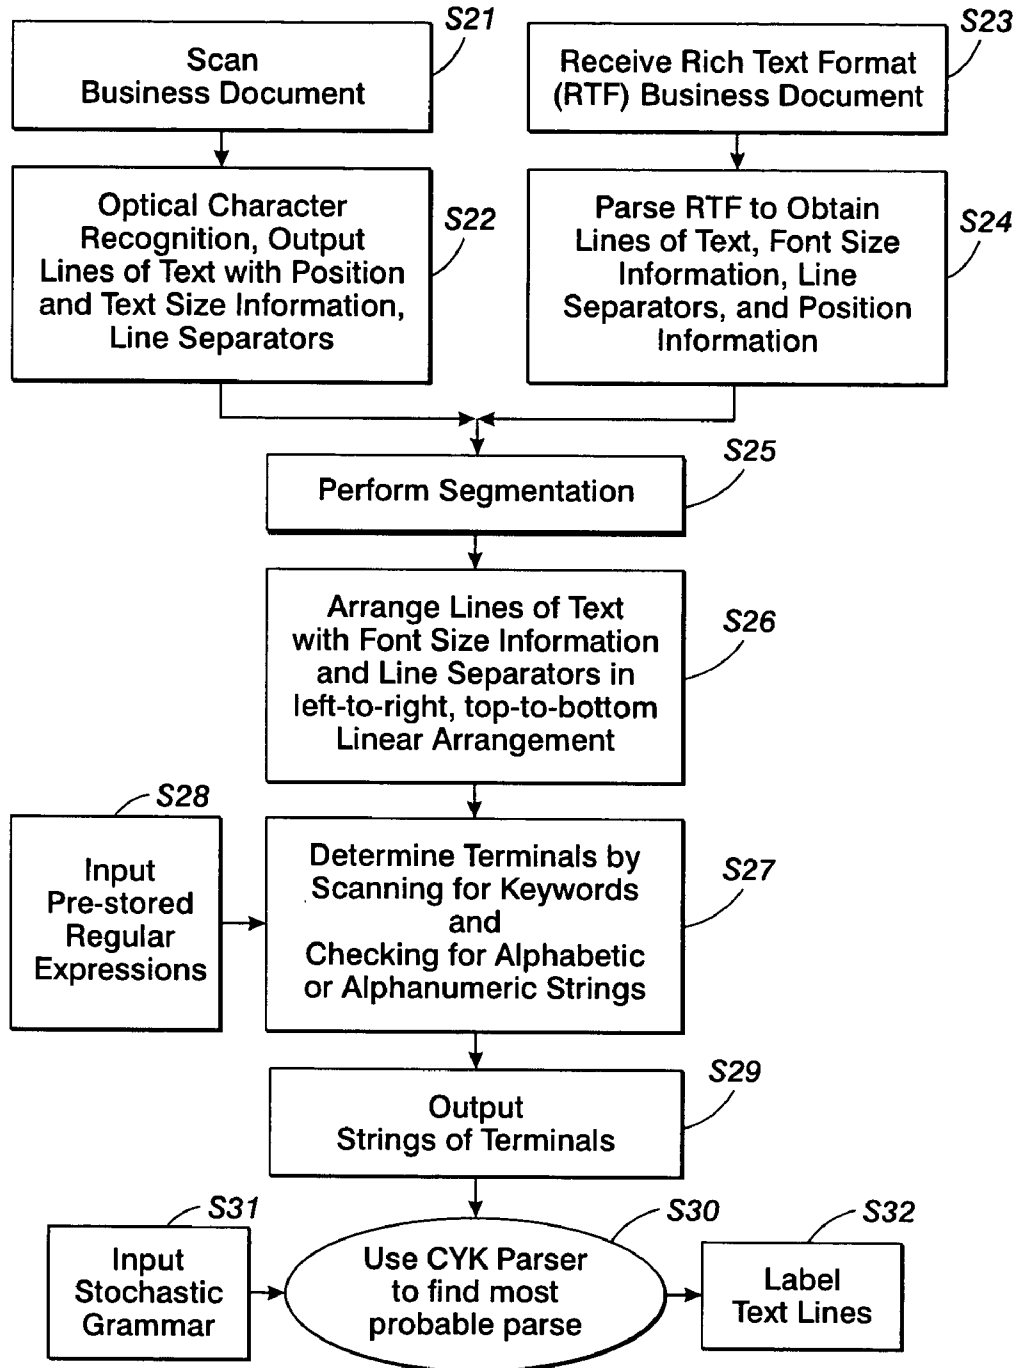 S21
Scan
Business Document
S23
Receive Rich Text Format
(RTF) Business Document
Optical Character
Recognition, Output
Lines of Text with Position
and Text Size Information,
Line Separators
S22
Parse RTF to Obtain
Lines of Text, Font Size
Information, Line
Separators, and Position
Information
S24
S25
Perform Segmentation
Arrange Lines of Text
with Font Size Information
and Line Separators in
left-to-right, top-to-bottom
Linear Arrangement
S26
S28
Input
Pre-stored
Regular
Expressions
Determine Terminals by
Scanning for Keywords
and
Checking for Alphabetic
or Alphanumeric Strings
S27
S29
Output
Strings of Terminals
S31
Input
Stochastic
Grammar
S30
Use CYK Parser
to find most
probable parse
S32
Label
Text Lines